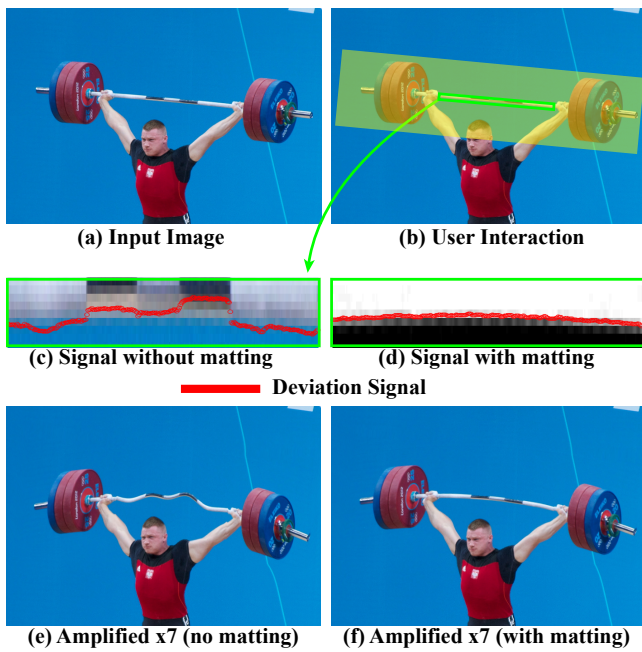 (a) Input Image
(b) User Interaction
(c) Signal without matting
(d) Signal with matting
Deviation Signal
(e) Amplified x7 (no matting)
(f) Amplified x7 (with matting)